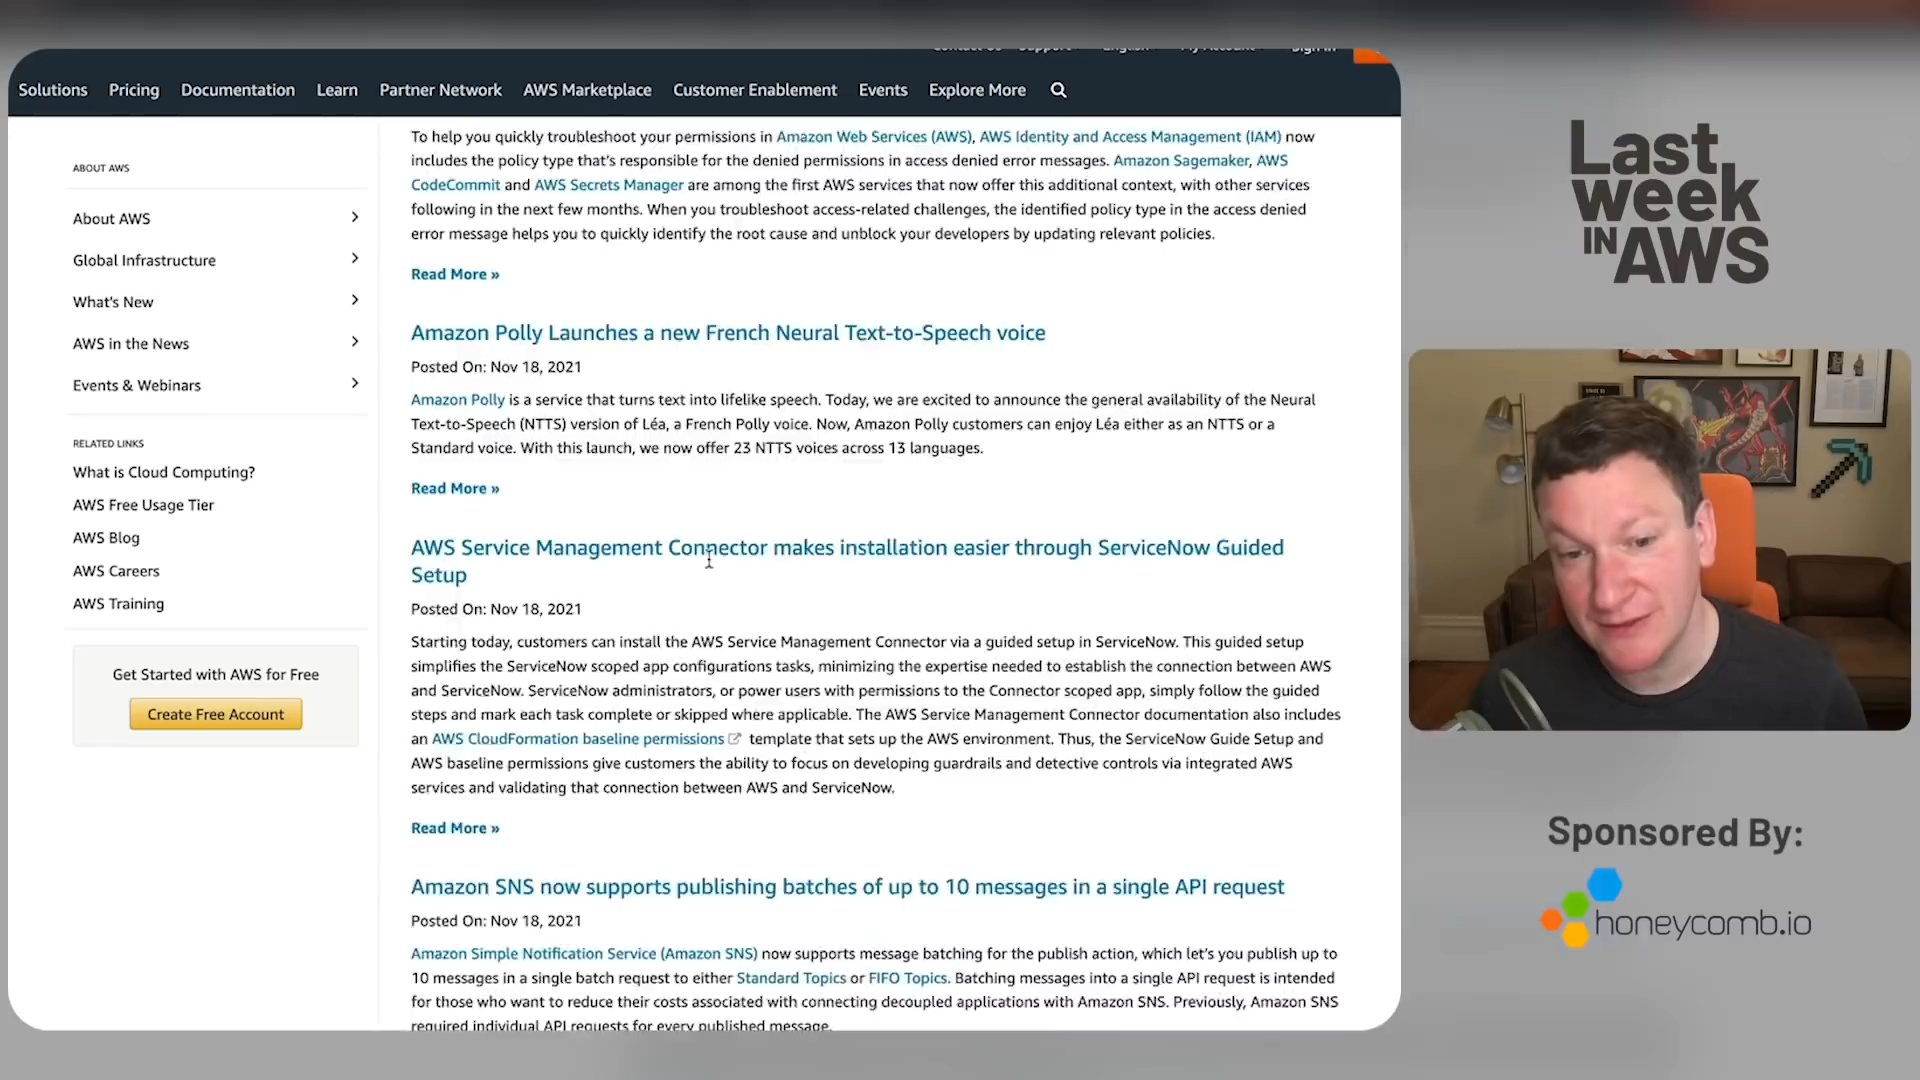 Contact Us Support English My Account Sign In
Solutions Pricing Documentation Learn Partner Network AWS Marketplace Customer Enablement Events Explore More
ABOUT AWS
About AWS
Global Infrastructure
What's New
AWS in the News
Events & Webinars
RELATED LINKS
What is Cloud Computing?
AWS Free Usage Tier
AWS Blog
AWS Careers
AWS Training
Get Started with AWS for Free
Create Free Account
To help you quickly troubleshoot your permissions in Amazon Web Services (AWS), AWS Identity and Access Management (IAM) now
includes the policy type that's responsible for the denied permissions in access denied error messages. Amazon Sagemaker, AWS
CodeCommit and AWS Secrets Manager are among the first AWS services that now offer this additional context, with other services
following in the next few months. When you troubleshoot access-related challenges, the identified policy type in the access denied
error message helps you to quickly identify the root cause and unblock your developers by updating relevant policies.
Read More »
Amazon Polly Launches a new French Neural Text-to-Speech voice
Posted On: Nov 18, 2021
Amazon Polly is a service that turns text into lifelike speech. Today, we are excited to announce the general availability of the Neural
Text-to-Speech (NTTS) version of Léa, a French Polly voice. Now, Amazon Polly customers can enjoy Léa either as an NTTS or a
Standard voice. With this launch, we now offer 23 NTTS voices across 13 languages.
Read More »
AWS Service Management Connector makes installation easier through ServiceNow Guided
Setup
Posted On: Nov 18, 2021
Starting today, customers can install the AWS Service Management Connector via a guided setup in ServiceNow. This guided setup
simplifies the ServiceNow scoped app configurations tasks, minimizing the expertise needed to establish the connection between AWS
and ServiceNow. ServiceNow administrators, or power users with permissions to the Connector scoped app, simply follow the guided
steps and mark each task complete or skipped where applicable. The AWS Service Management Connector documentation also includes
an AWS CloudFormation baseline permissions template that sets up the AWS environment. Thus, the ServiceNow Guide Setup and
AWS baseline permissions give customers the ability to focus on developing guardrails and detective controls via integrated AWS
services and validating that connection between AWS and ServiceNow.
Read More »
Amazon SNS now supports publishing batches of up to 10 messages in a single API request
Posted On: Nov 18, 2021
Amazon Simple Notification Service (Amazon SNS) now supports message batching for the publish action, which let's you publish up to
10 messages in a single batch request to either Standard Topics or FIFO Topics. Batching messages into a single API request is intended
for those who want to reduce their costs associated with connecting decoupled applications with Amazon SNS. Previously, Amazon SNS
required individual API requests for every published message.
Last
week
IN AWS
Sponsored By:
honeycomb.io